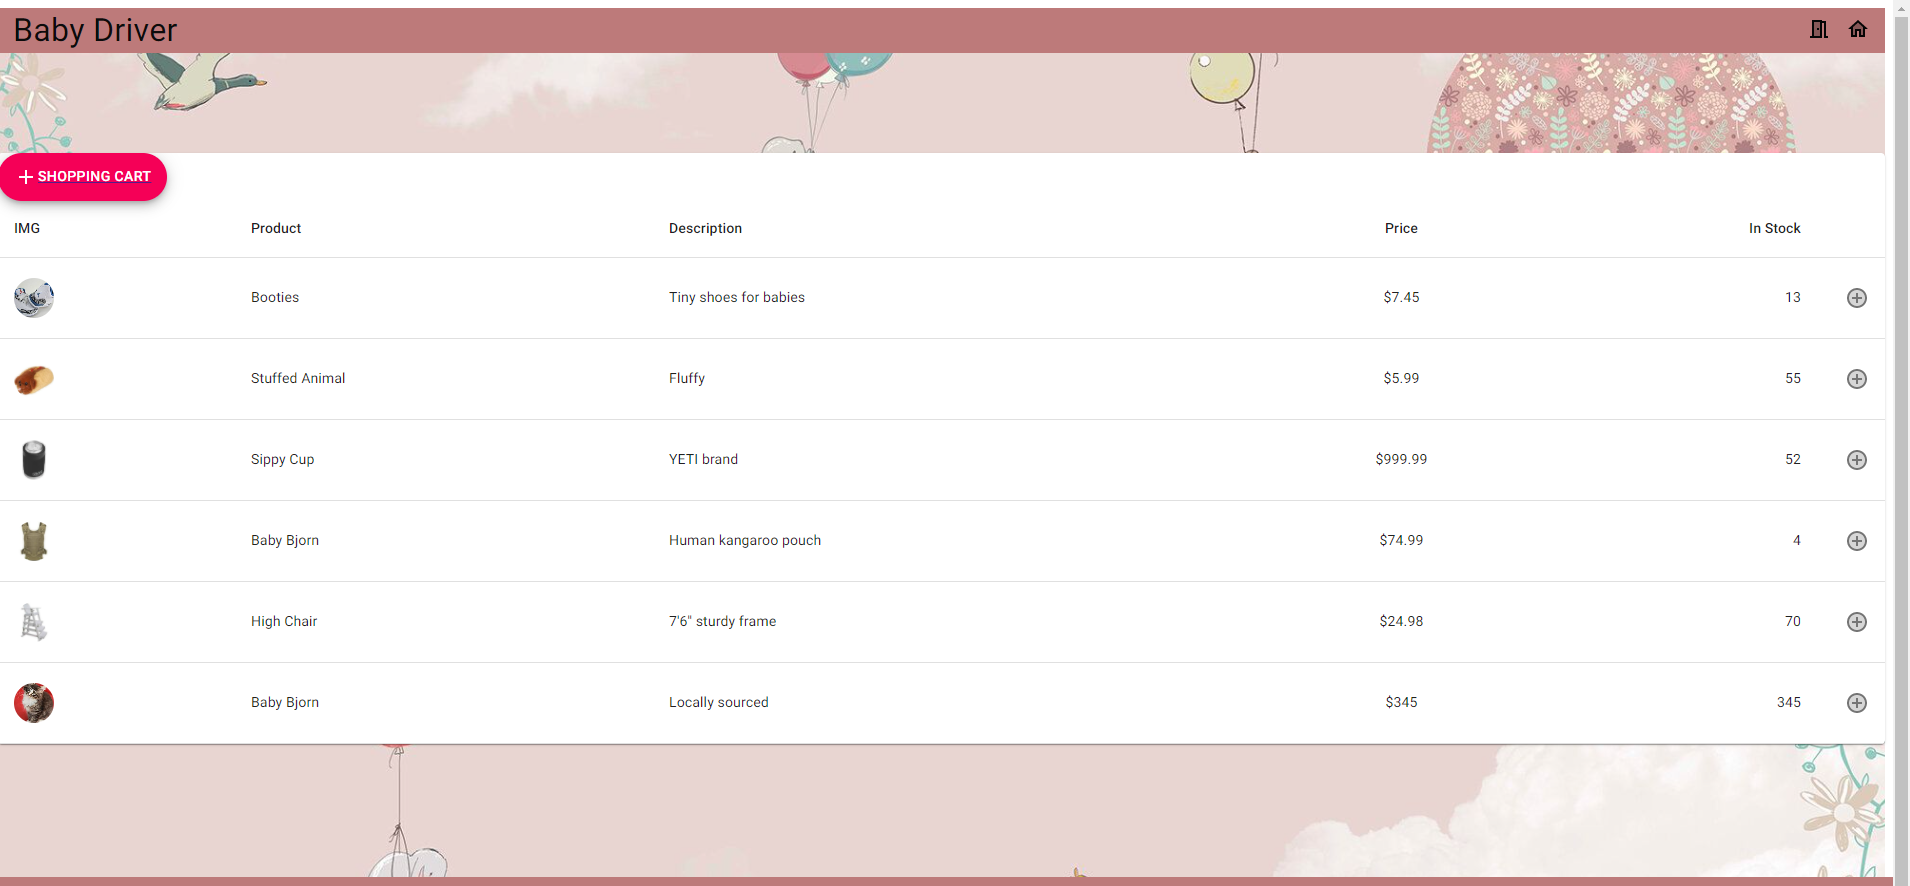 Baby Driver
SHOPPING CART
IMG Product Description Price In Stock
Booties Tiny shoes for babies $7.45 13
Stuffed Animal Fluffy $5.99 55
Sippy Cup YETI brand $999.99 52
Baby Bjorn Human kangaroo pouch $74.99 4
High Chair 7'6" sturdy frame $24.98 70
Baby Bjorn Locally sourced $345 345